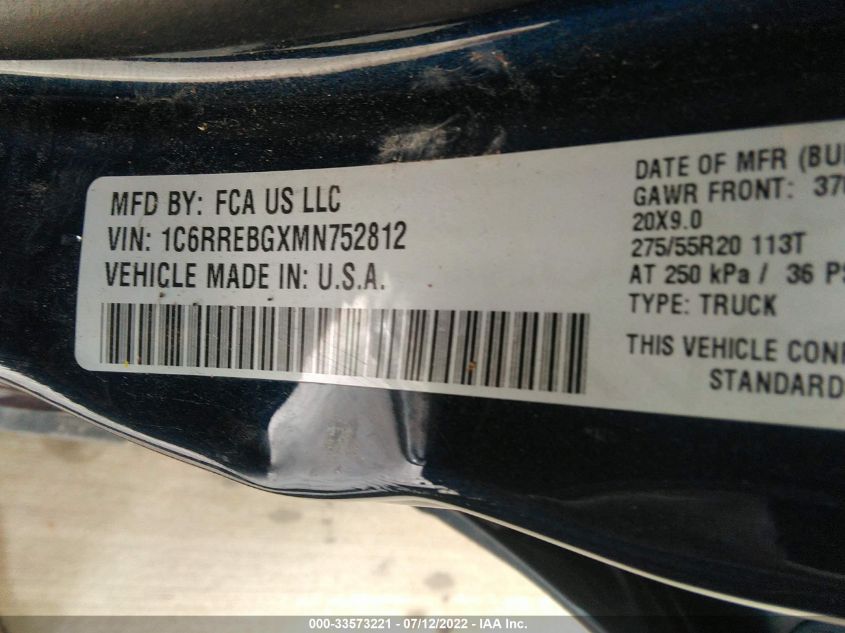 MFD BY: FCA US LLC
VIN: 1C6RREBGXMN752812
VEHICLE MADE IN: U.S.A.
DATE OF MFR (BU
GAWR FRONT: 37
20X9.0
275/55R20 113T
AT 250 kPa / 36 PS
TYPE: TRUCK
THIS VEHICLE CONF
STANDARD
000-33573221 - 07/12/2022 - IAA Inc.